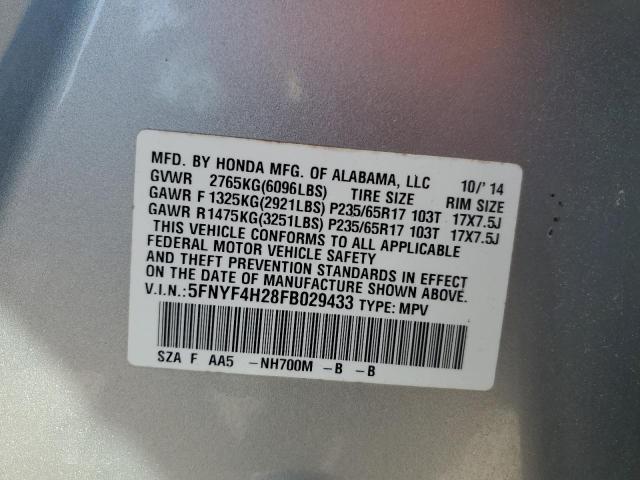 MFD. BY HONDA MFG. OF ALABAMA, LLC 10/'14
GVWR 2765KG(6096LBS) TIRE SIZE RIM SIZE
GAWR F 1325KG(2921LBS) P235/65R17 103T 17X7.5J
GAWR R 1475KG(3251LBS) P235/65R17 103T 17X7.5J
THIS VEHICLE CONFORMS TO ALL APPLICABLE
FEDERAL MOTOR VEHICLE SAFETY
AND THEFT PREVENTION STANDARDS IN EFFECT
ON THE DATE OF MANUFACTURE SHOWN ABOVE.
V.I.N.:5FNYF4H28FB029433 TYPE: MPV
SZA F AA5 -NH700M -B -B